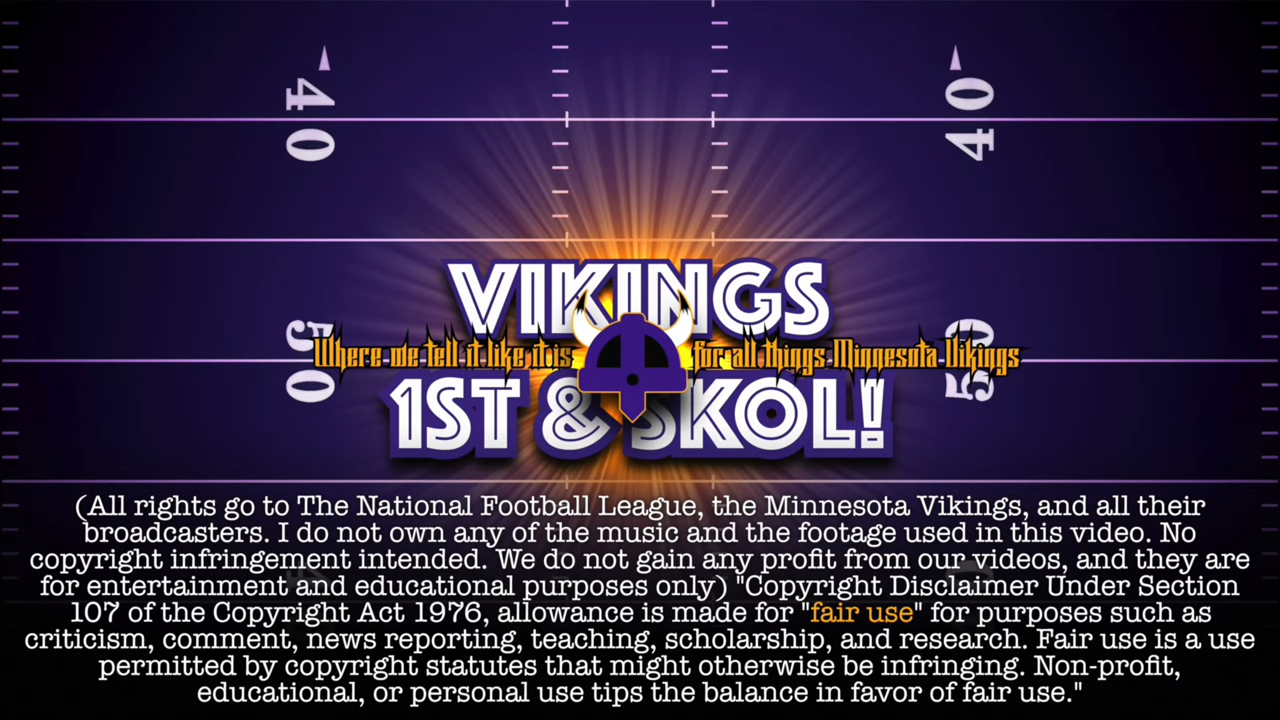 40
40
VIKINGS
50
Where we tell it like it is for all things Minnesota Vikings
50
1ST & SKOL!
(All rights go to The National Football League, the Minnesota Vikings, and all their
broadcasters. I do not own any of the music and the footage used in this video. No
copyright infringement intended. We do not gain any profit from our videos, and they are
for entertainment and educational purposes only) "Copyright Disclaimer Under Section
107 of the Copyright Act 1976, allowance is made for "fair use" for purposes such as
criticism, comment, news reporting, teaching, scholarship, and research. Fair use is a use
permitted by copyright statutes that might otherwise be infringing. Non-profit,
educational, or personal use tips the balance in favor of fair use."